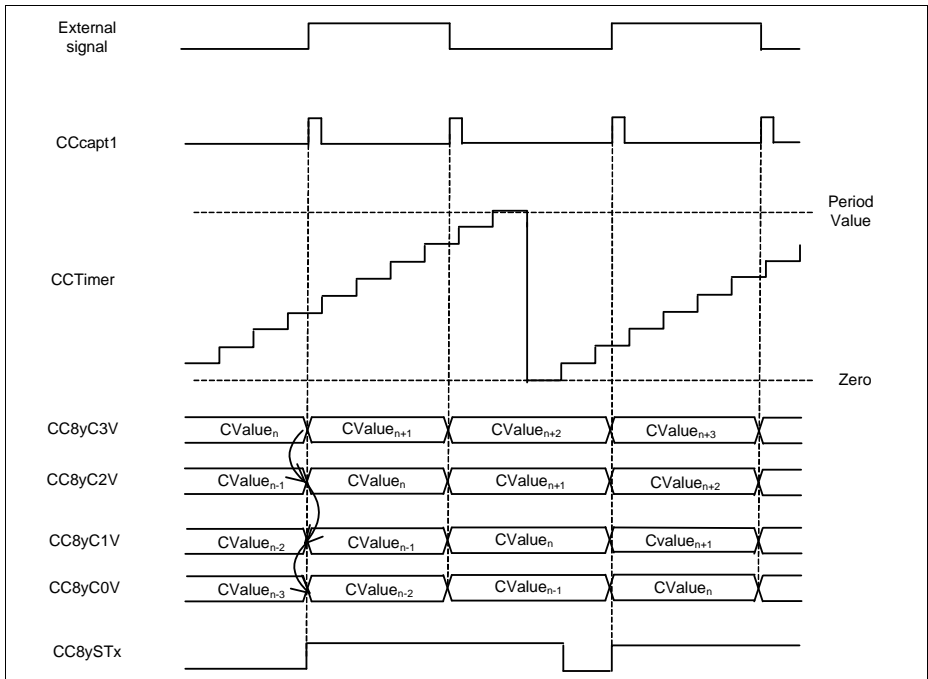 External
signal
CCcapt1
Period
Value
CCTimer
Zero
CC8yC3V CValueₙ CValueₙ₊₁ CValueₙ₊₂ CValueₙ₊₃
CC8yC2V CValueₙ₋₁ CValueₙ CValueₙ₊₁ CValueₙ₊₂
CC8yC1V CValueₙ₋₂ CValueₙ₋₁ CValueₙ Cvalueₙ₊₁
CC8yC0V CValueₙ₋₃ CValueₙ₋₂ CValueₙ₋₁ CValueₙ
CC8ySTx